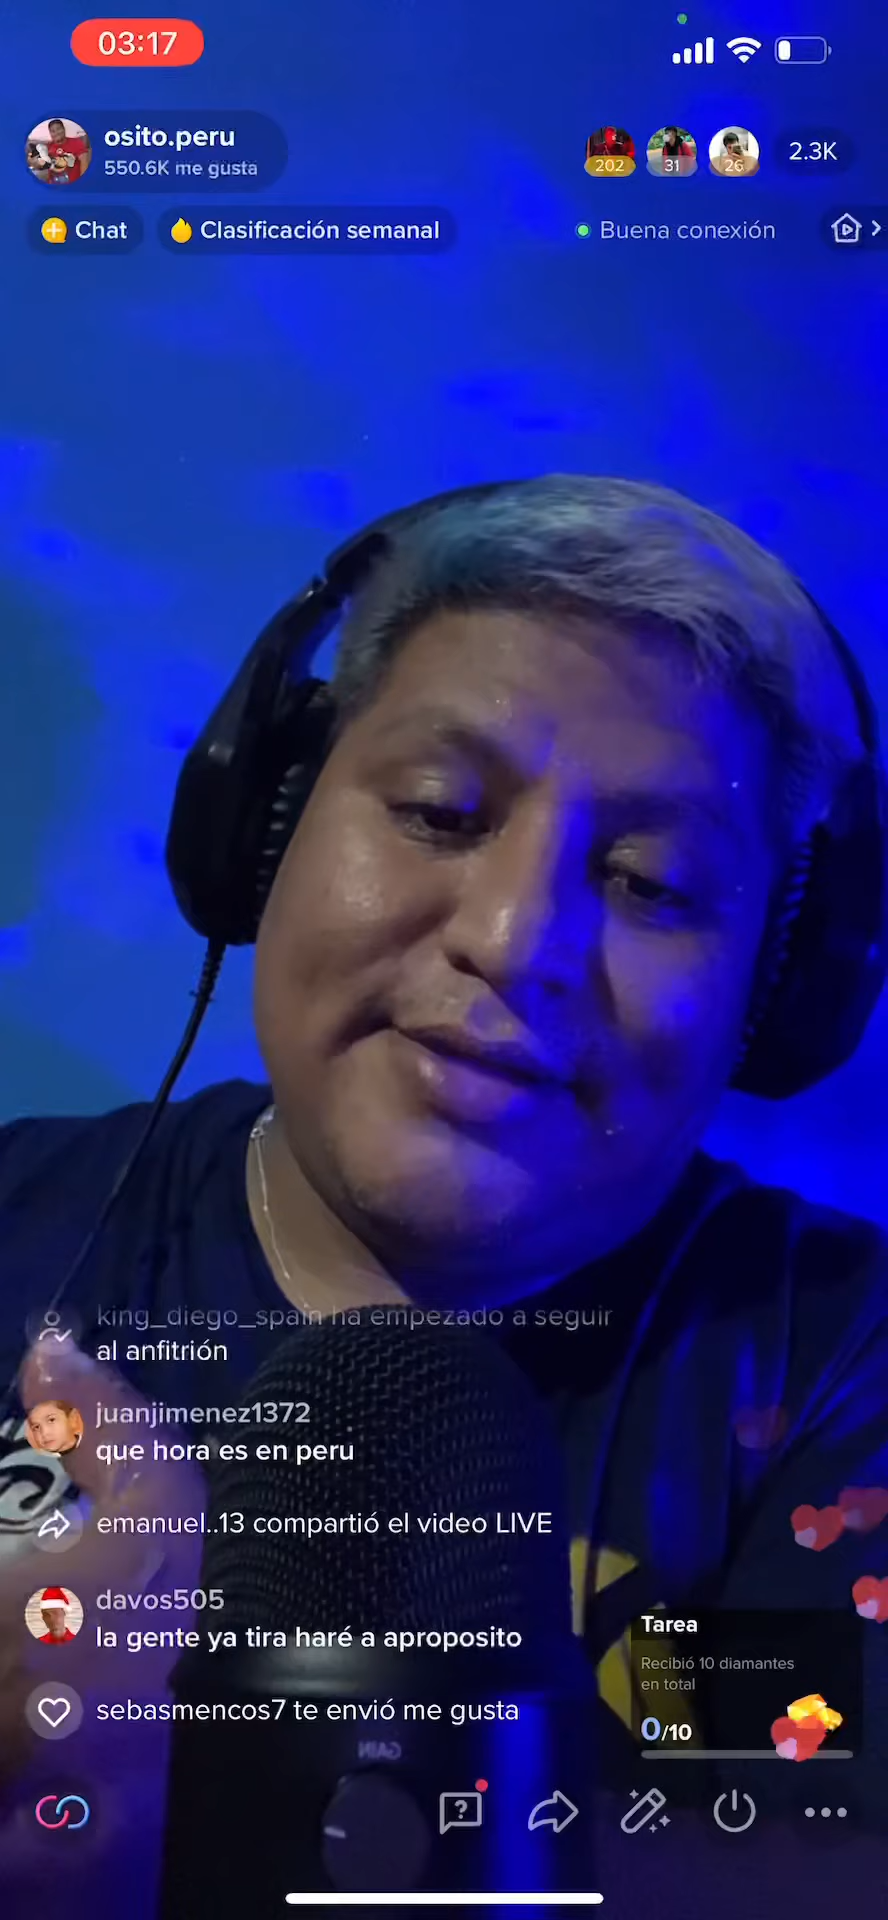 03:17
osito.peru
550.6K me gusta
202
31
26
2.3K
Chat
Clasificación semanal
Buena conexión
king_diego_spain ha empezado a seguir
al anfitrión
juanjimenez1372
que hora es en peru
emanuel..13 compartió el video LIVE
davos505
la gente ya tira haré a aproposito
sebasmencos7 te envió me gusta
Tarea
Recibió 10 diamantes
en total
0/10
GAIN